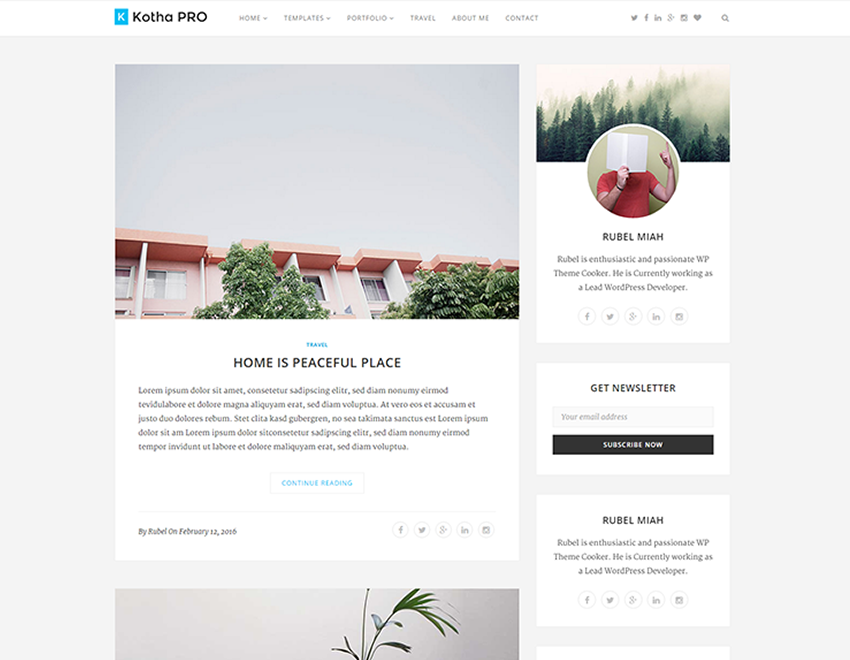 K Kotha PRO
HOME TEMPLATES PORTFOLIO TRAVEL ABOUT ME CONTACT
TRAVEL
HOME IS PEACEFUL PLACE
Lorem ipsum dolor sit amet, consetetur sadipscing elitr, sed diam nonumy eirmod
tevidulabore et dolore magna aliquyam erat, sed diam voluptua. At vero eos et accusam et
justo duo dolores rebum. Stet clita kasd gubergren, no sea takimata sanctus est Lorem ipsum
dolor sit am Lorem ipsum dolor sitconsetetur sadipscing elitr, sed diam nonumy eirmod
tempor invidunt ut labore et dolore maliquyam erat, sed diam voluptua.
CONTINUE READING
By Rubel On February 12, 2016
RUBEL MIAH
Rubel is enthusiastic and passionate WP
Theme Cooker. He is Currently working as
a Lead WordPress Developer.
GET NEWSLETTER
Your email address
SUBSCRIBE NOW
RUBEL MIAH
Rubel is enthusiastic and passionate WP
Theme Cooker. He is Currently working as
a Lead WordPress Developer.